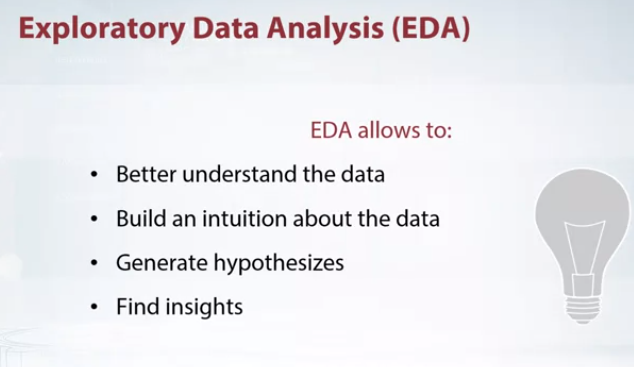 Exploratory Data Analysis (EDA)
EDA allows to:
• Better understand the data
• Build an intuition about the data
• Generate hypothesizes
• Find insights